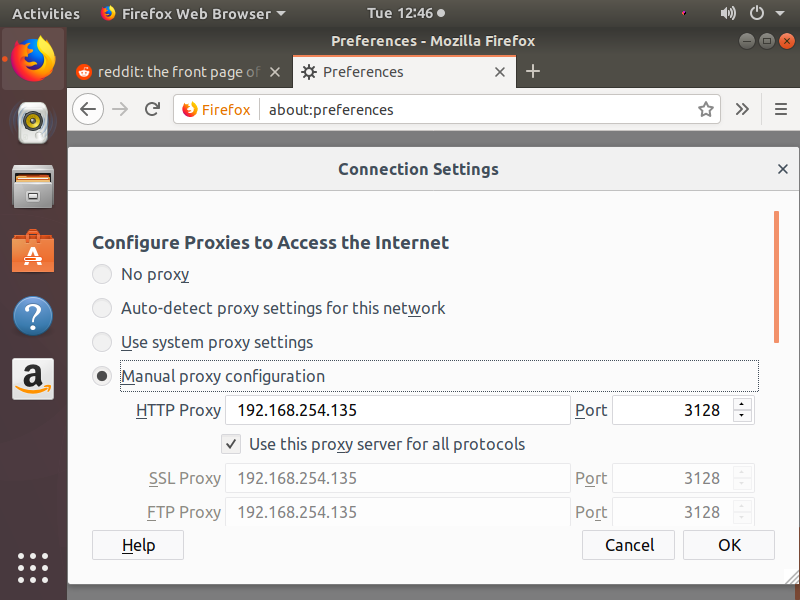 Activities Firefox Web Browser Tue 12:46
Preferences - Mozilla Firefox
reddit: the front page of Preferences
Firefox about:preferences
Connection Settings
Configure Proxies to Access the Internet
No proxy
Auto-detect proxy settings for this network
Use system proxy settings
Manual proxy configuration
HTTP Proxy 192.168.254.135 Port 3128
Use this proxy server for all protocols
SSL Proxy 192.168.254.135 Port 3128
FTP Proxy 192.168.254.135 Port 3128
Help Cancel OK